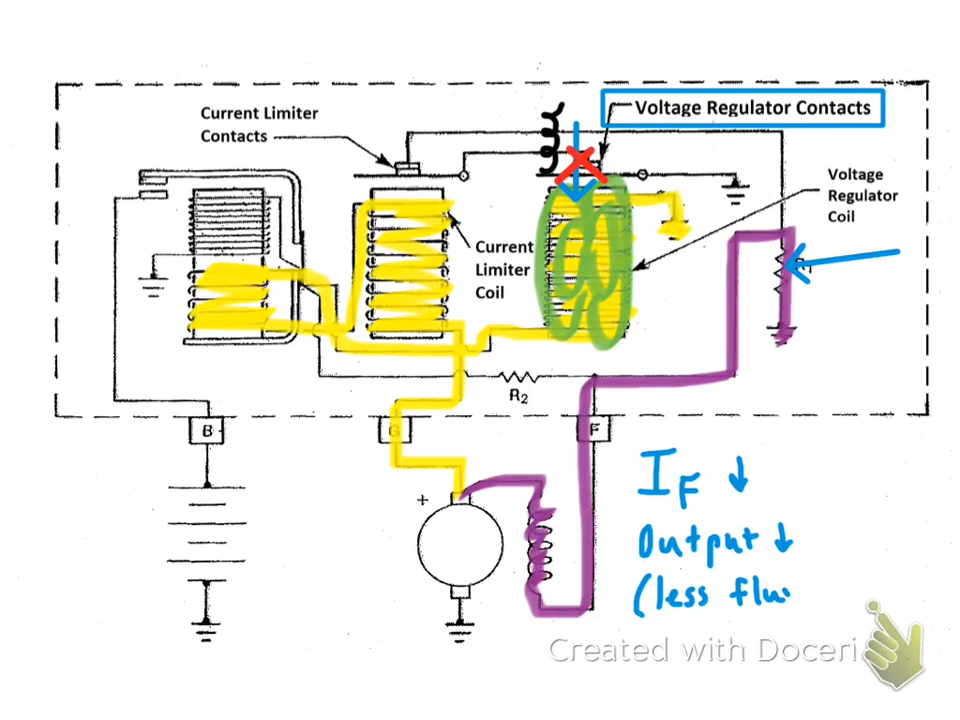 Current Limiter
Contacts
Voltage Regulator Contacts
Voltage
Regulator
Coil
Current
Limiter
Coil
R2
B
G
F
+
IF ↓
Output ↓
(less flu
Created with Doceri